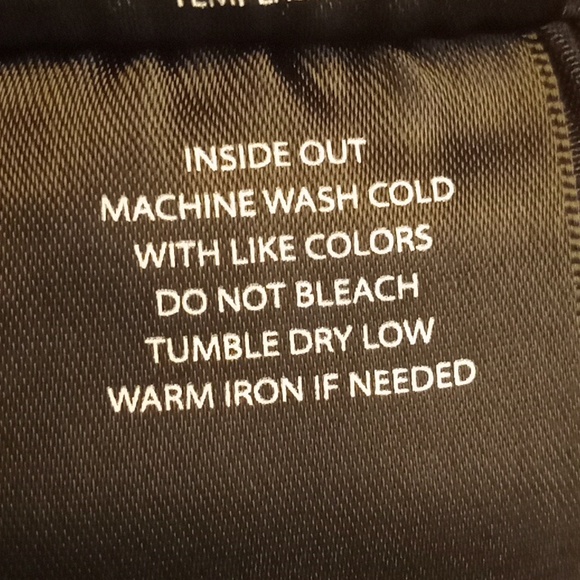 INSIDE OUT
MACHINE WASH COLD
WITH LIKE COLORS
DO NOT BLEACH
TUMBLE DRY LOW
WARM IRON IF NEEDED